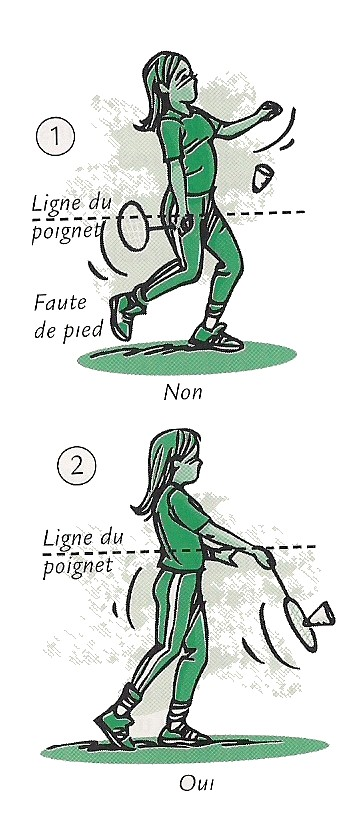 1
Ligne du
poignet
Faute
de pied
Non
2
Ligne du
poignet
Oui